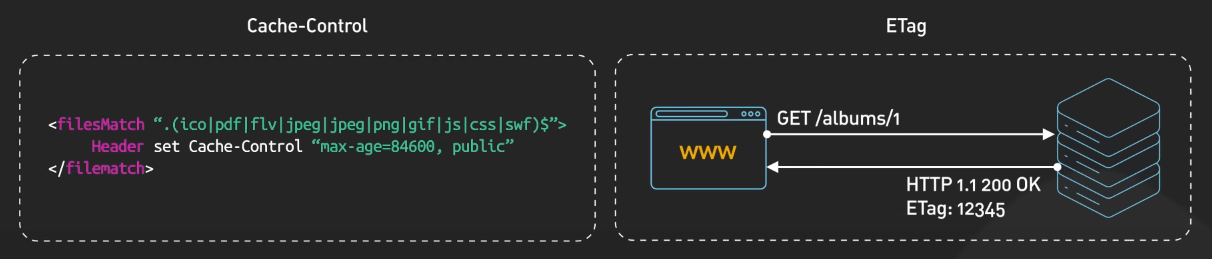 Cache-Control
<filesMatch “.(ico|pdf|flv|jpeg|jpeg|png|gif|js|css|swf)$”>
Header set Cache-Control “max-age=84600, public”
</filematch>
ETag
GET /albums/1
WWW
HTTP 1.1 200 OK
ETag: 12345